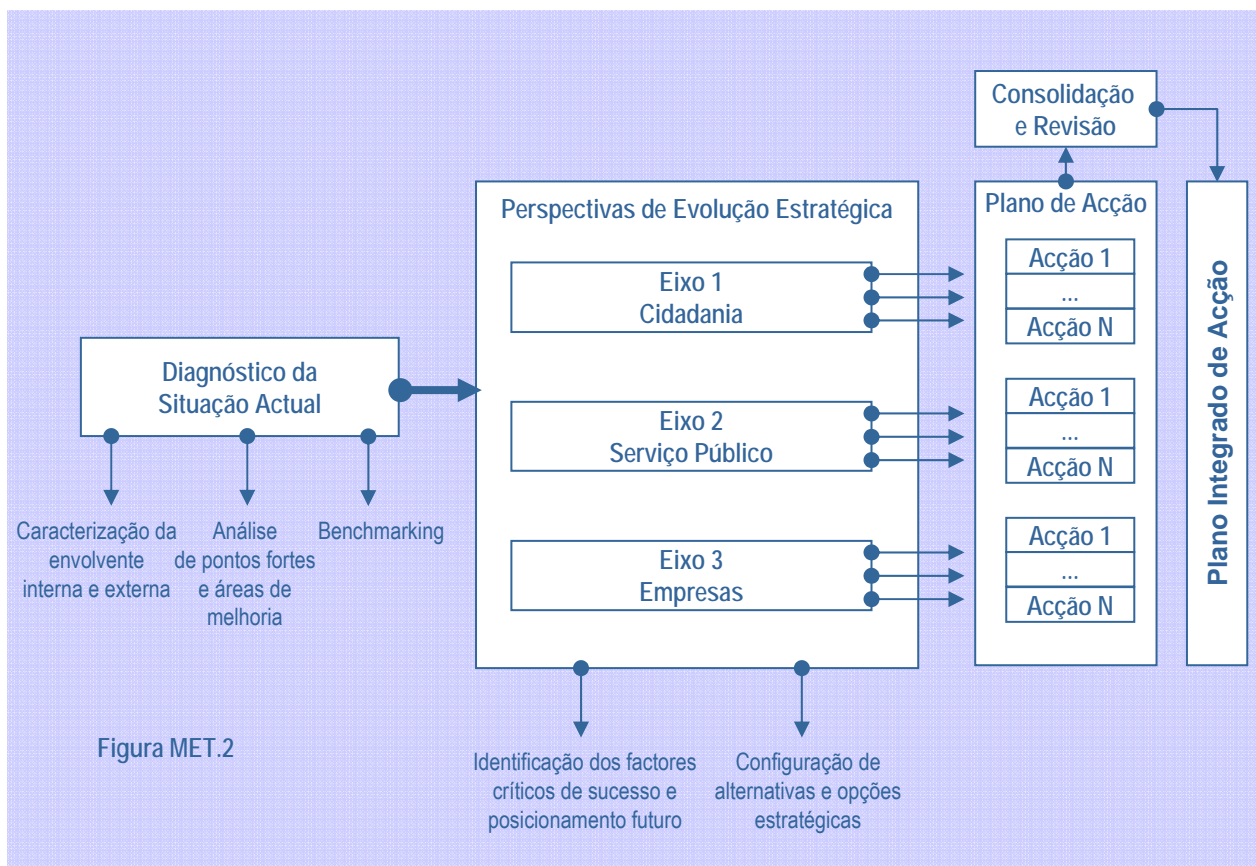 Consolidação
e Revisão
Perspectivas de Evolução Estratégica
Plano de Acção
Eixo 1
Cidadania
Acção 1
...
Acção N
Diagnóstico da
Situação Actual
Eixo 2
Serviço Público
Acção 1
...
Acção N
Eixo 3
Empresas
Acção 1
...
Acção N
Plano Integrado de Acção
Caracterização da
envolvente
interna e externa
Análise
de pontos fortes
e áreas de
melhoria
Benchmarking
Identificação dos factores
críticos de sucesso e
posicionamento futuro
Configuração de
alternativas e opções
estratégicas
Figura MET.2